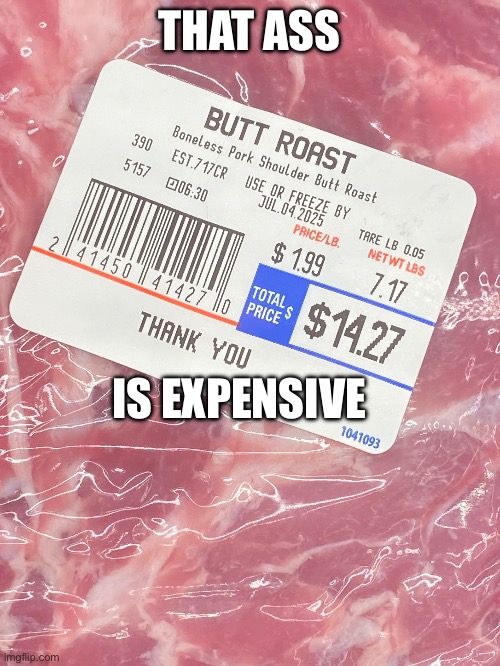 THAT ASS
BUTT ROAST
Boneless Pork Shoulder Butt Roast
390 EST.717CR USE OR FREEZE BY
5157 06:30 JUL.04.2025
TARE LB 0.05
PRICE/LB. NET WT LBS
$ 1.99 7.17
2 41450 41427 0
TOTAL PRICE $ $14.27
THANK YOU
IS EXPENSIVE
1041093
imgflip.com